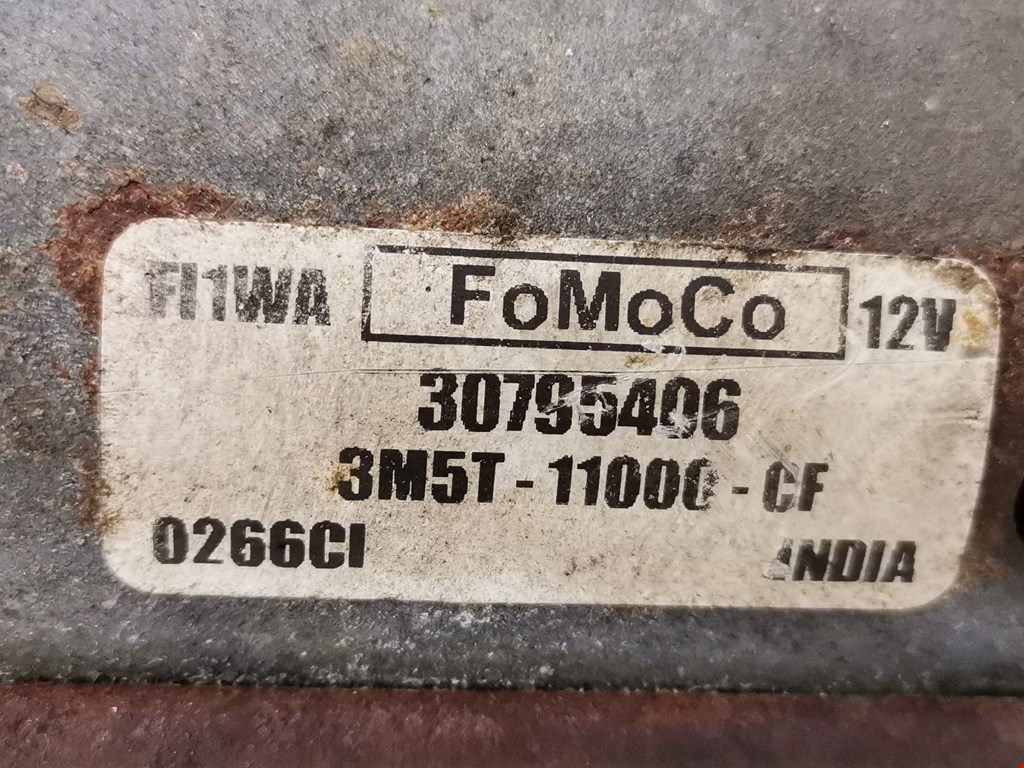 FI1WA FoMoCo 12V
30795406
3M5T - 11000 - CF
0266CI INDIA